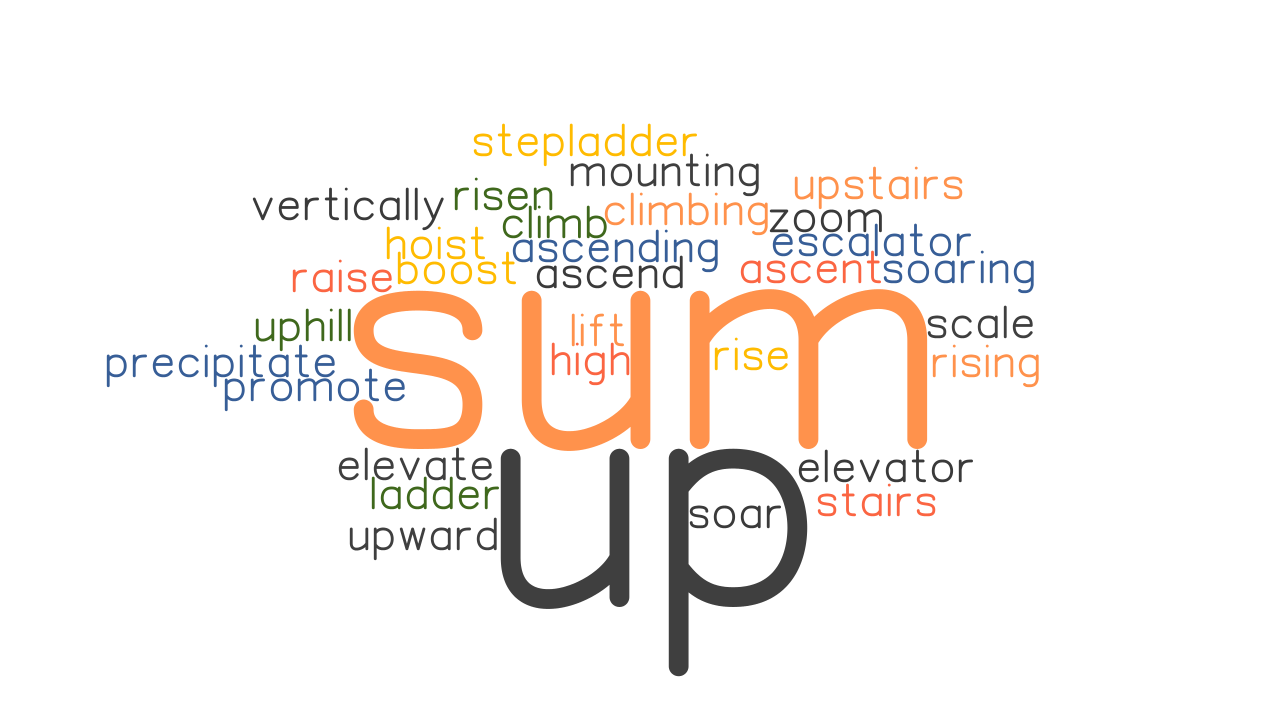 stepladder
mounting
upstairs
vertically risen climbing zoom
climb
hoist ascending escalator
raise boost ascend ascent soaring
sum
uphill lift scale
precipitate high rise rising
promote
up
elevate elevator
ladder stairs
upward soar